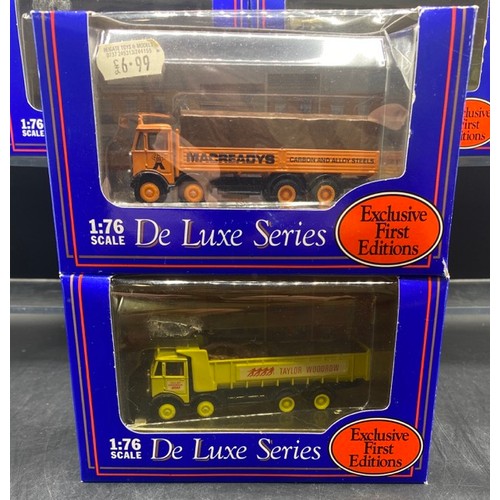 £6.99
MACREADYS
CARBON AND ALLOY STEELS
1:76
SCALE
De Luxe Series
Exclusive
First
Editions
1:76
SCALE
Exclusive
First
Editions
TAYLOR WOODROW
1:76
SCALE
De Luxe Series
Exclusive
First
Editions